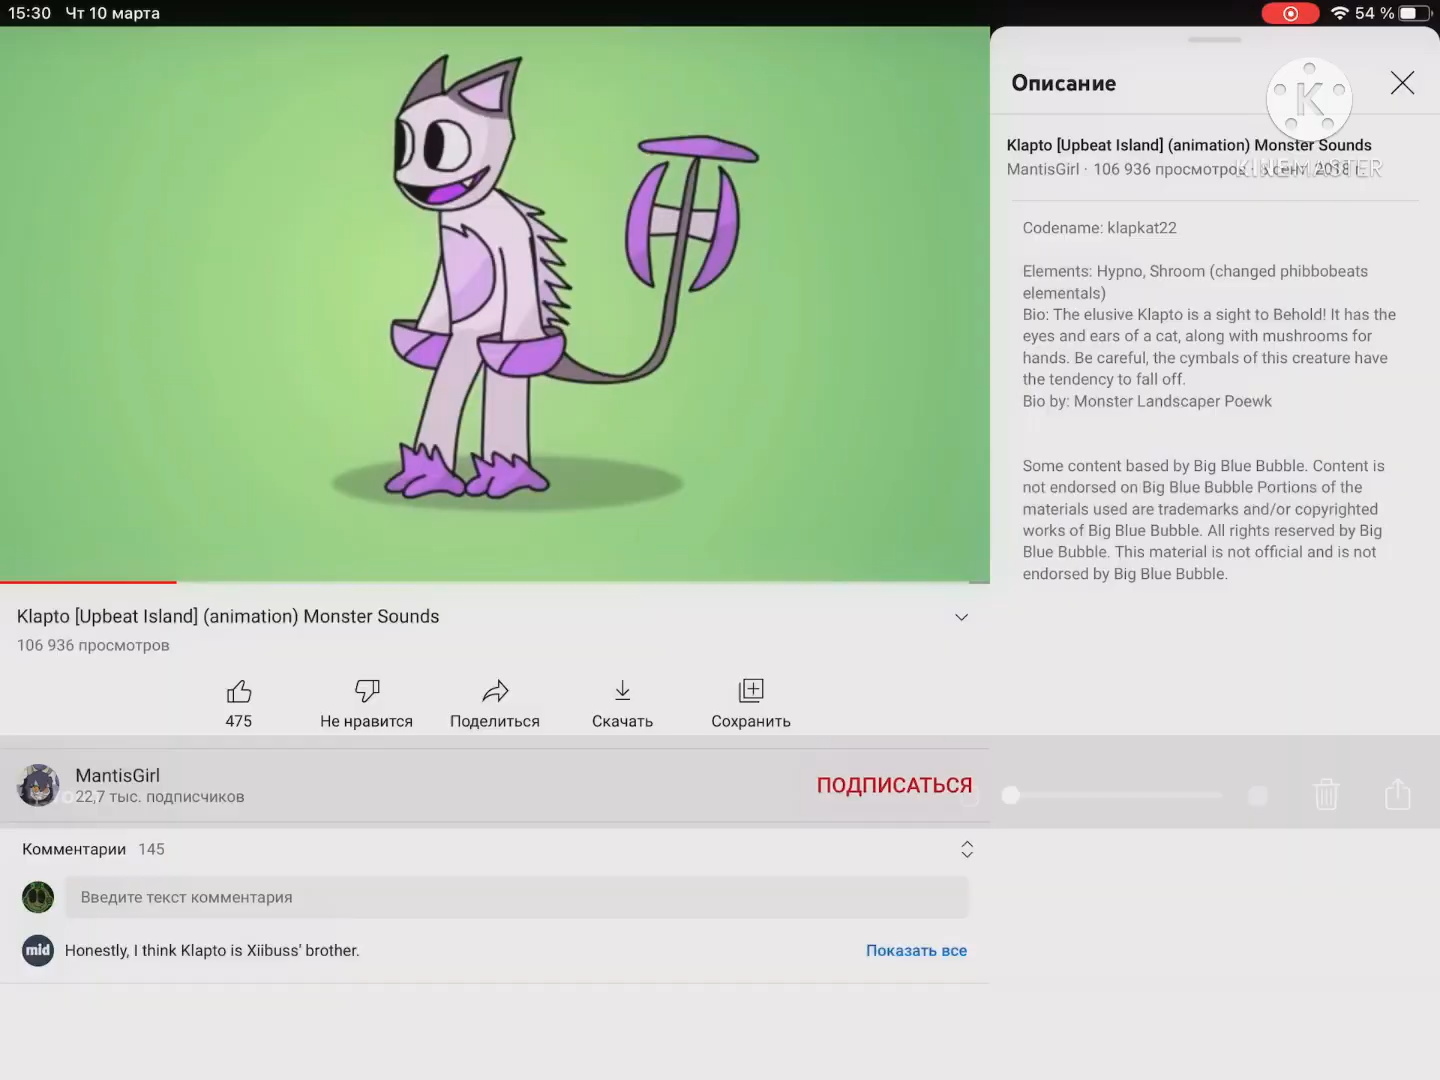 15:30 Чт 10 марта
54 %
Описание
Klapto [Upbeat Island] (animation) Monster Sounds
MantisGirl · 106 936 просмотров 2018
KINEMASTER
Codename: klapkat22
Elements: Hypno, Shroom (changed phibbobeats
elementals)
Bio: The elusive Klapto is a sight to Behold! It has the
eyes and ears of a cat, along with mushrooms for
hands. Be careful, the cymbals of this creature have
the tendency to fall off.
Bio by: Monster Landscaper Poewk
Some content based by Big Blue Bubble. Content is
not endorsed on Big Blue Bubble Portions of the
materials used are trademarks and/or copyrighted
works of Big Blue Bubble. All rights reserved by Big
Blue Bubble. This material is not official and is not
endorsed by Big Blue Bubble.
Klapto [Upbeat Island] (animation) Monster Sounds
106 936 просмотров
475
Не нравится
Поделиться
Скачать
Сохранить
MantisGirl
22,7 тыс. подписчиков
ПОДПИСАТЬСЯ
Комментарии 145
Введите текст комментария
mid
Honestly, I think Klapto is Xiibuss' brother.
Показать все